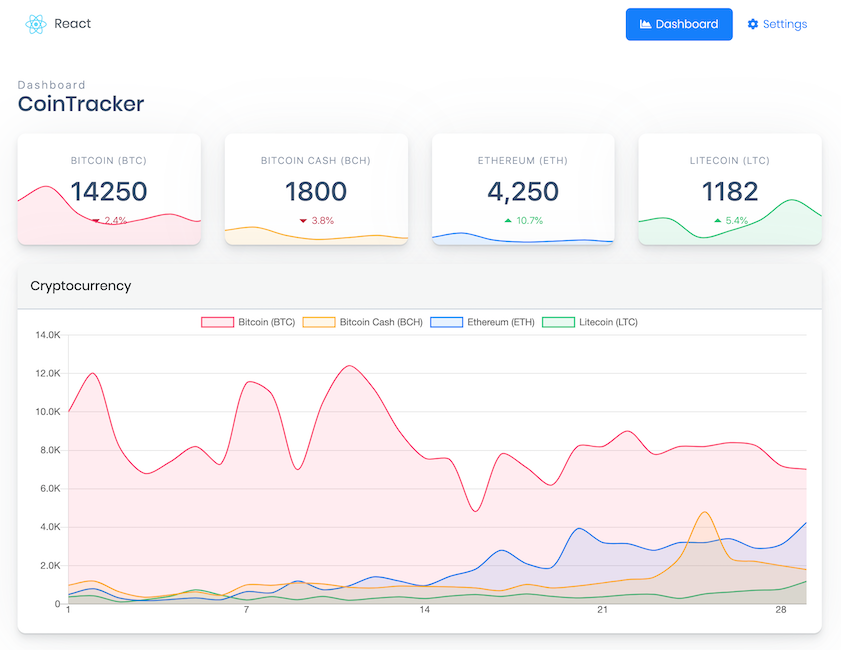 React
Dashboard
Settings
Dashboard
CoinTracker
BITCOIN (BTC)
14250
2.4%
BITCOIN CASH (BCH)
1800
3.8%
ETHEREUM (ETH)
4,250
10.7%
LITECOIN (LTC)
1182
5.4%
Cryptocurrency
Bitcoin (BTC) Bitcoin Cash (BCH) Ethereum (ETH) Litecoin (LTC)
14.0K
12.0K
10.0K
8.0K
6.0K
4.0K
2.0K
0
1 7 14 21 28